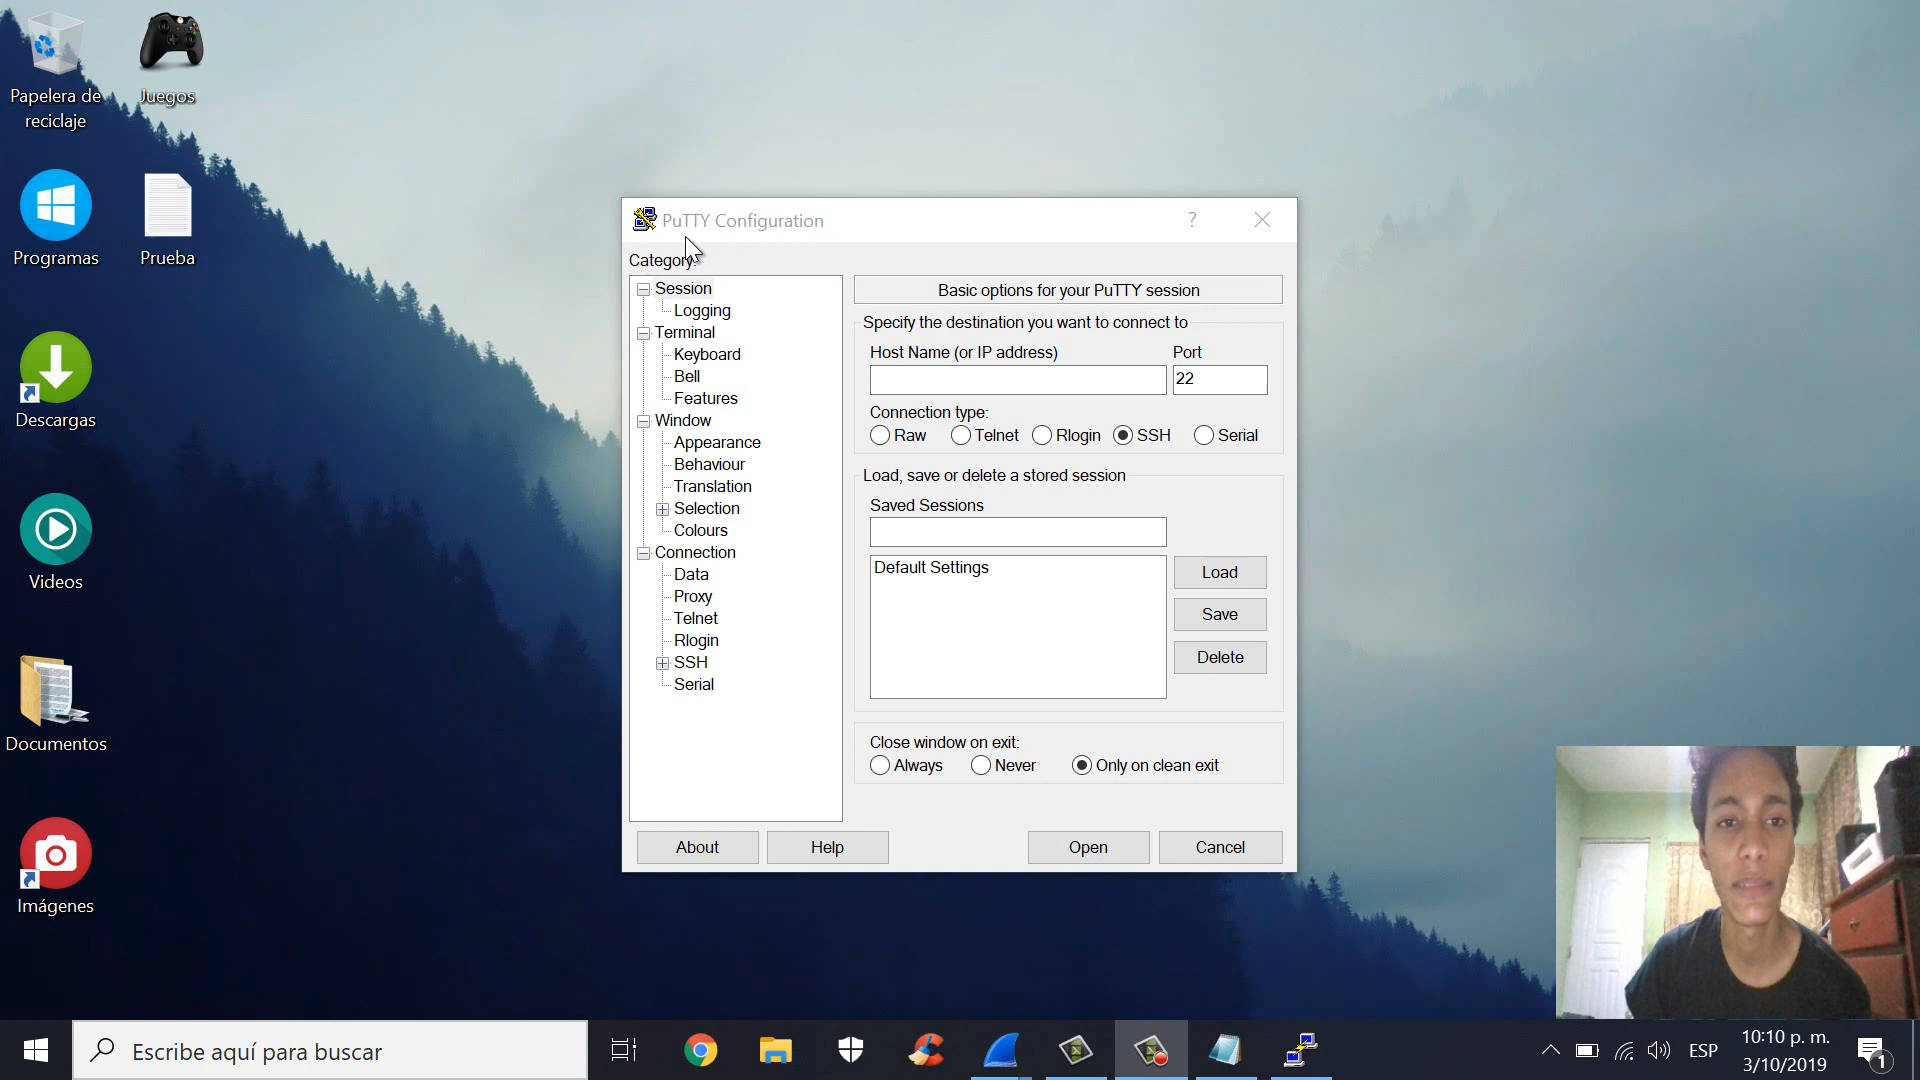 Papelera de
reciclaje
Juegos
Programas
Prueba
Descargas
Videos
Documentos
Imágenes
PuTTY Configuration
?
Category:
Session
Logging
Terminal
Keyboard
Bell
Features
Window
Appearance
Behaviour
Translation
Selection
Colours
Connection
Data
Proxy
Telnet
Rlogin
SSH
Serial
Basic options for your PuTTY session
Specify the destination you want to connect to
Host Name (or IP address) Port
22
Connection type:
Raw Telnet Rlogin SSH Serial
Load, save or delete a stored session
Saved Sessions
Default Settings
Load
Save
Delete
Close window on exit:
Always Never Only on clean exit
About Help Open Cancel
Escribe aquí para buscar
ESP
10:10 p. m.
3/10/2019
1